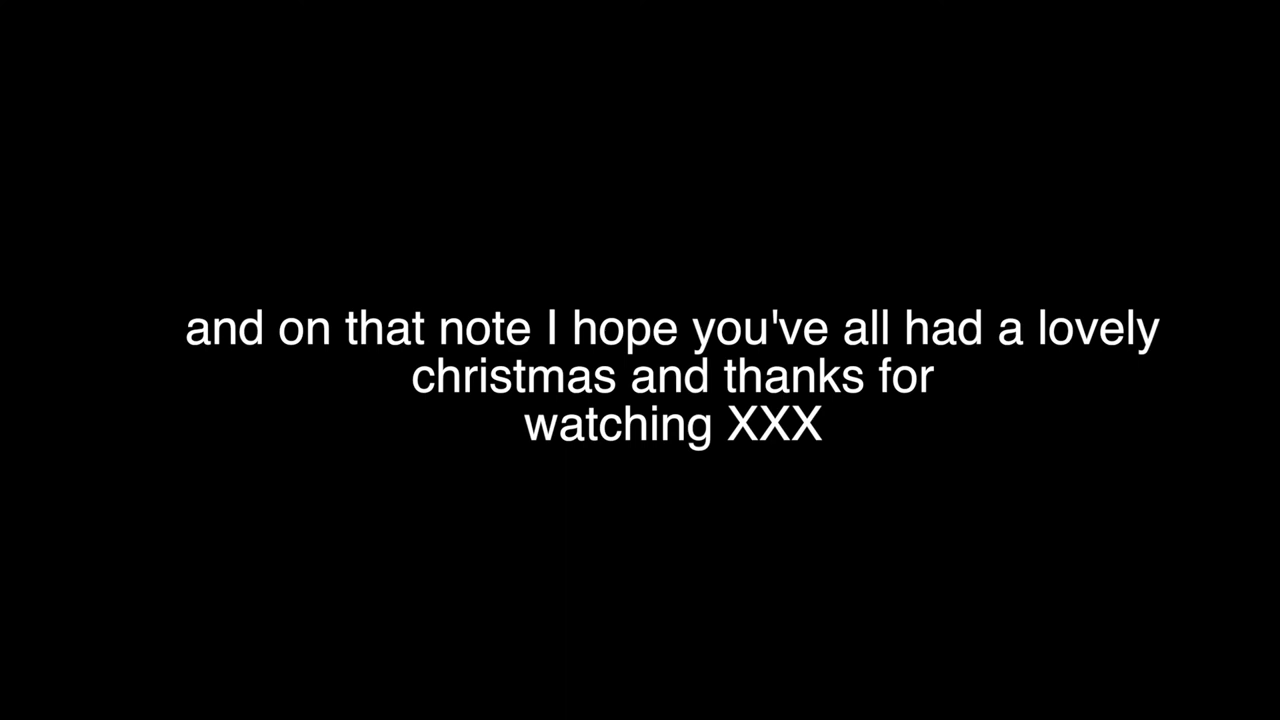 and on that note I hope you've all had a lovely
christmas and thanks for
watching XXX